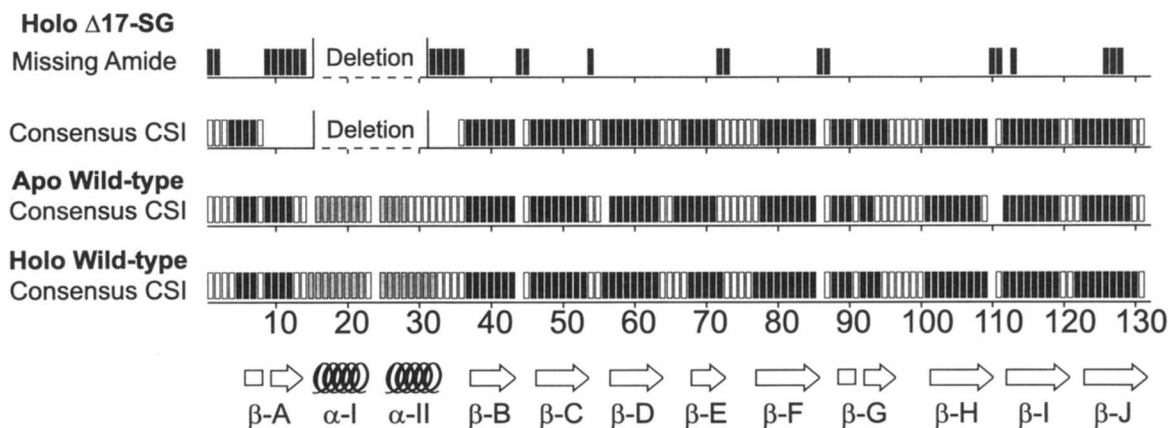 Holo Δ17-SG
Missing Amide Deletion
Consensus CSI Deletion
Apo Wild-type
Consensus CSI
Holo Wild-type
Consensus CSI
10 20 30 40 50 60 70 80 90 100 110 120 130
β-A α-I α-II β-B β-C β-D β-E β-F β-G β-H β-I β-J